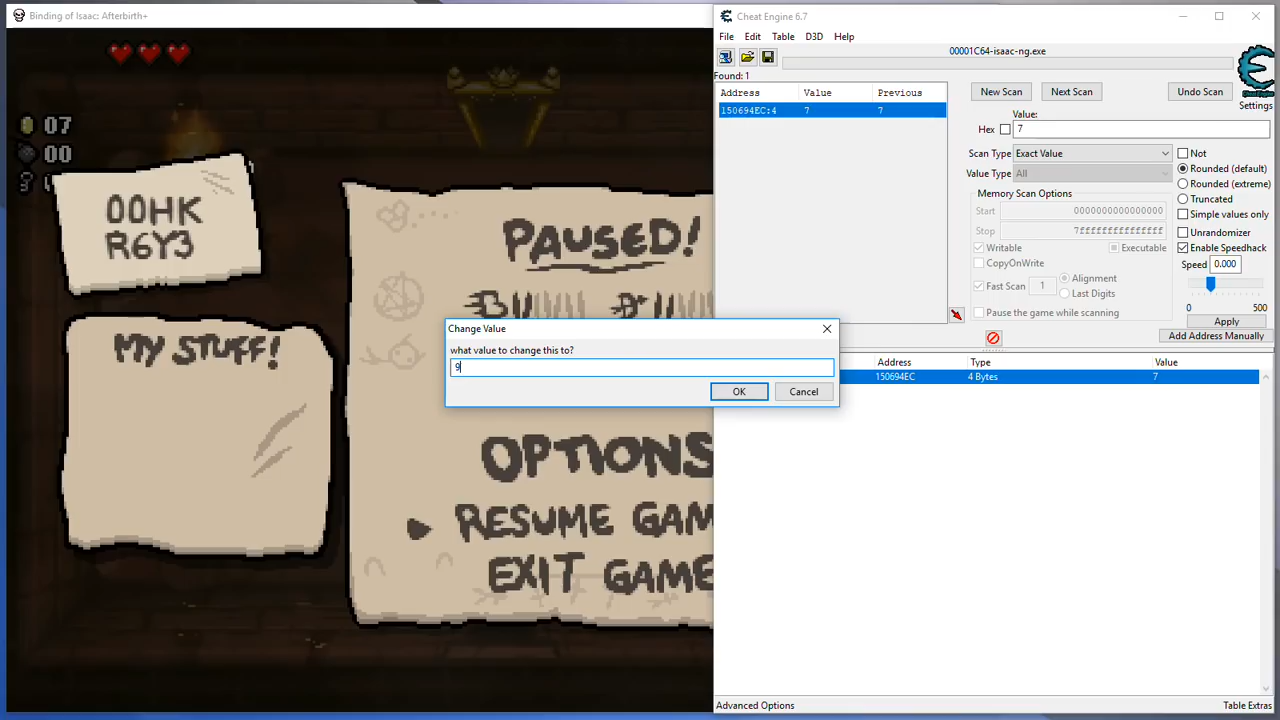 Binding of Isaac: Afterbirth+
07
00
00HK
R6Y3
MY STUFF!
PAUSED!
OPTIONS
RESUME GAM
EXIT GAME
Cheat Engine 6.7
File Edit Table D3D Help
00001C64-isaac-ng.exe
Found: 1
Address Value Previous
150694EC:4 7 7
New Scan Next Scan Undo Scan
Settings
Value:
Hex 7
Scan Type Exact Value
Value Type All
Memory Scan Options
Start 0000000000000000
Stop 7fffffffffffffff
Writable Executable
CopyOnWrite
Fast Scan 1 Alignment
Last Digits
Pause the game while scanning
Not
Rounded (default)
Rounded (extreme)
Truncated
Simple values only
Unrandomizer
Enable Speedhack
Speed 0.000
0 500
Apply
Add Address Manually
Change Value
what value to change this to?
9
OK Cancel
Address Type Value
150694EC 4 Bytes 7
Advanced Options Table Extras